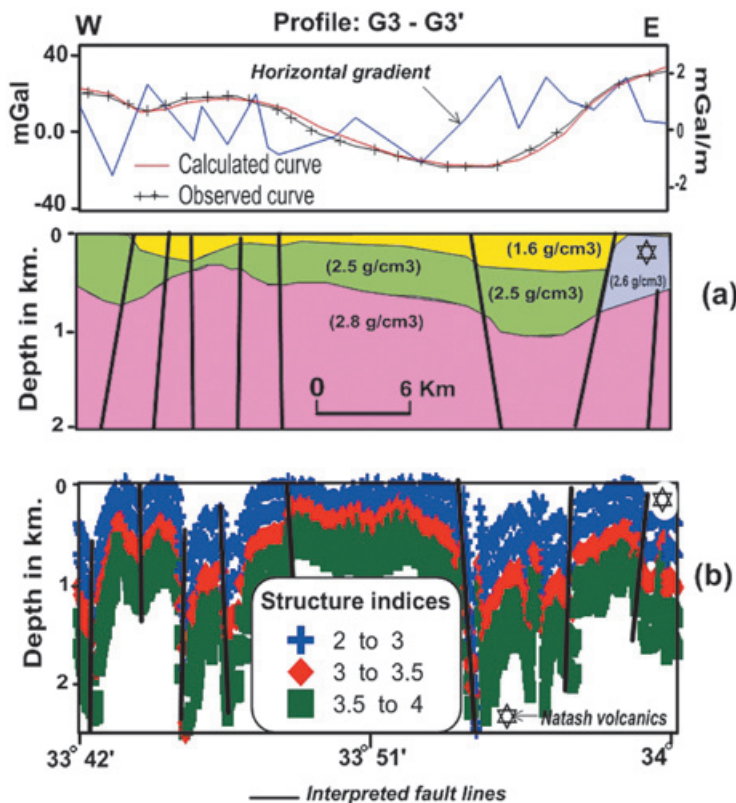 Profile: G3 - G3'
W
E
40
0.0
-40
mGal
Horizontal gradient
2
0
-2
mGal/m
Calculated curve
Observed curve
0
1
2
Depth in km.
(1.6 g/cm3)
(2.5 g/cm3)
(2.5 g/cm3)
(2.6 g/cm3)
(2.8 g/cm3)
0 6 Km
(a)
0
1
2
Depth in km.
(b)
Structure indices
2 to 3
3 to 3.5
3.5 to 4
Natash volcanics
33° 42' 33° 51' 34°
Interpreted fault lines